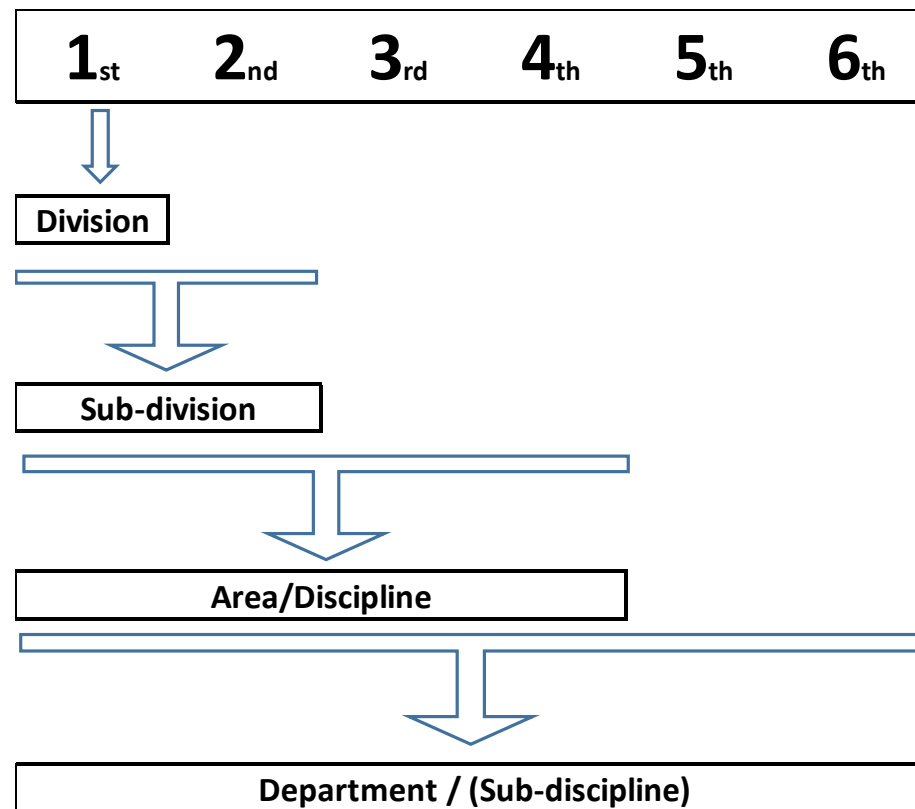 1st 2nd 3rd 4th 5th 6th
Division
Sub-division
Area/Discipline
Department / (Sub-discipline)